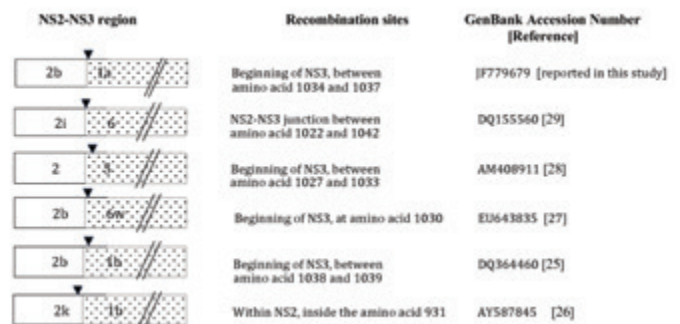 NS2-NS3 region Recombination sites GenBank Accession Number
[Reference]
2b 1a Beginning of NS3, between JF779679 [reported in this study]
amino acid 1034 and 1037
2i 6 NS2-NS3 junction between DQ155560 [29]
amino acid 1022 and 1042
2 5 Beginning of NS3, between AM408911 [28]
amino acid 1027 and 1033
2b 6w Beginning of NS3, at amino acid 1030 EU643835 [27]
2b 1b Beginning of NS3, between DQ364460 [25]
amino acid 1038 and 1039
2k 1b Within NS2, inside the amino acid 931 AY587845 [26]